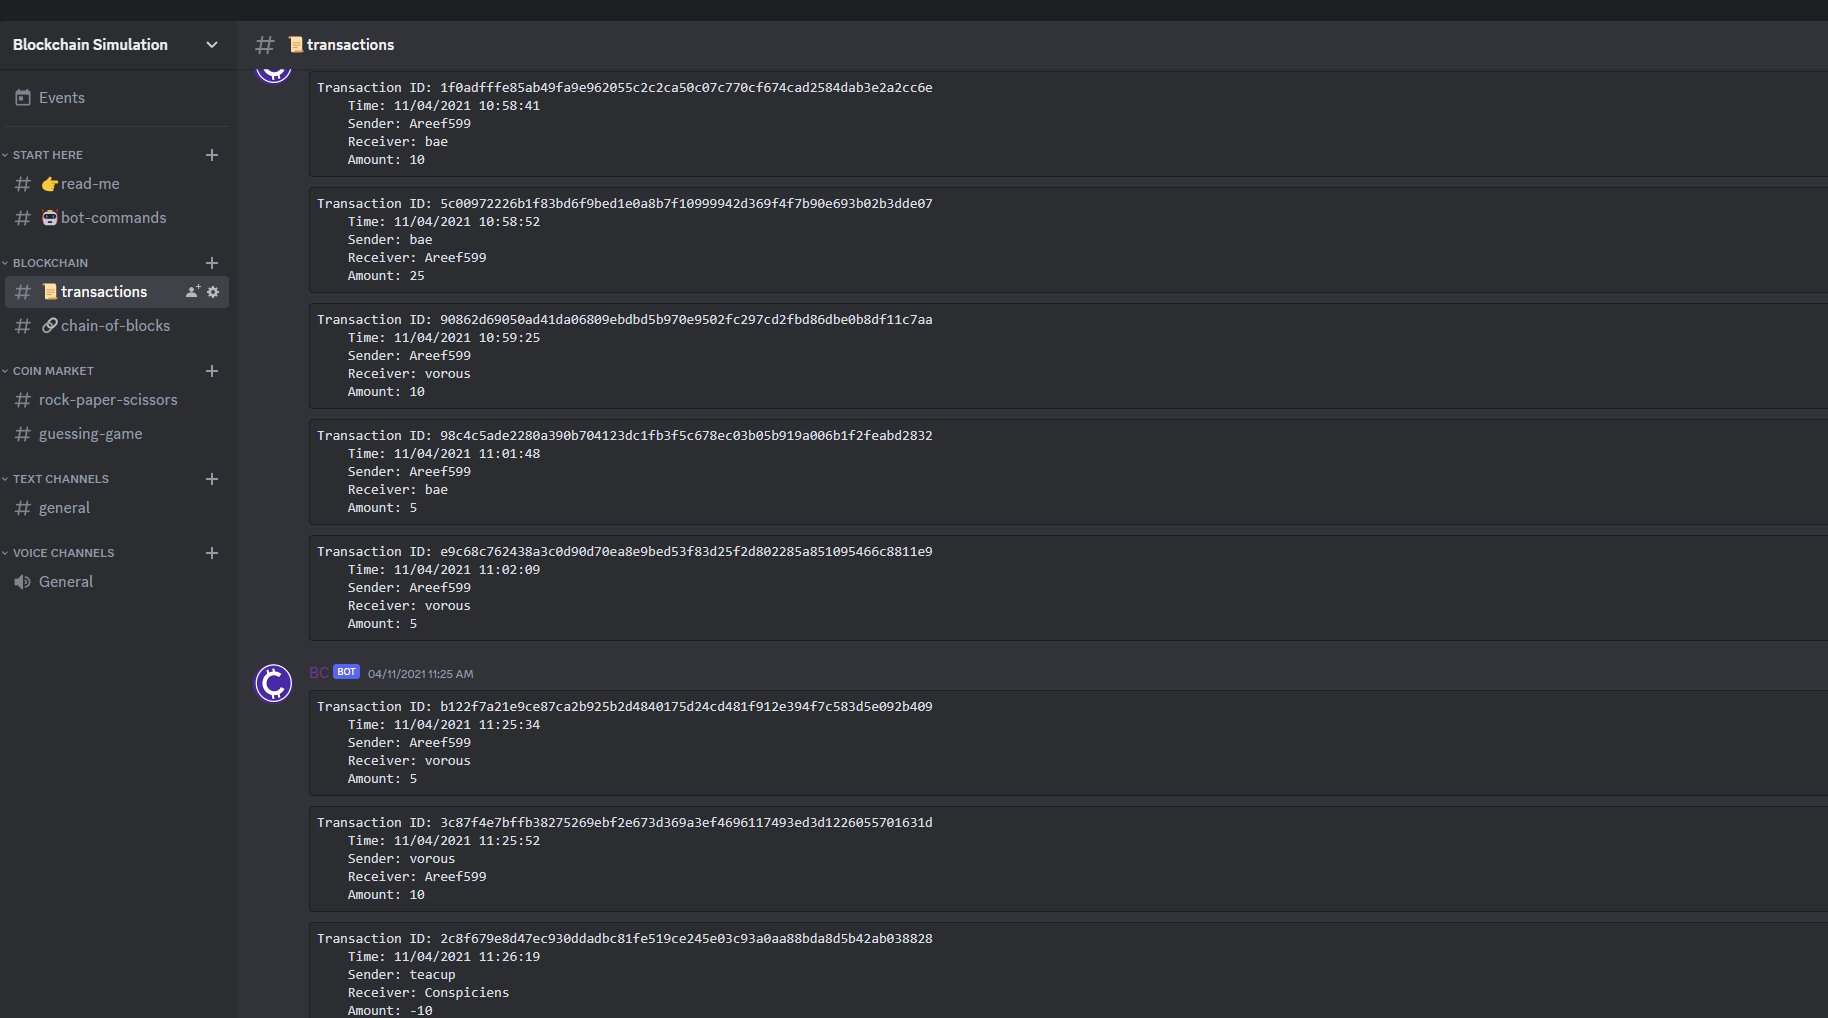 Blockchain Simulation
Events
START HERE
👉read-me
🤖bot-commands
BLOCKCHAIN
📜transactions
🔗chain-of-blocks
COIN MARKET
rock-paper-scissors
guessing-game
TEXT CHANNELS
general
VOICE CHANNELS
General
# 📜transactions
Transaction ID: 1f0adfffe85ab49fa9e962055c2c2ca50c07c770cf674cad2584dab3e2a2cc6e
Time: 11/04/2021 10:58:41
Sender: Areef599
Receiver: bae
Amount: 10
Transaction ID: 5c00972226b1f83bd6f9bed1e0a8b7f10999942d369f4f7b90e693b02b3dde07
Time: 11/04/2021 10:58:52
Sender: bae
Receiver: Areef599
Amount: 25
Transaction ID: 90862d69050ad41da06809ebdbd5b970e9502fc297cd2fbd86dbe0b8df11c7aa
Time: 11/04/2021 10:59:25
Sender: Areef599
Receiver: vorous
Amount: 10
Transaction ID: 98c4c5ade2280a390b704123dc1fb3f5c678ec03b05b919a006b1f2feabd2832
Time: 11/04/2021 11:01:48
Sender: Areef599
Receiver: bae
Amount: 5
Transaction ID: e9c68c762438a3c0d90d70ea8e9bed53f83d25f2d802285a851095466c8811e9
Time: 11/04/2021 11:02:09
Sender: Areef599
Receiver: vorous
Amount: 5
BC BOT 04/11/2021 11:25 AM
Transaction ID: b122f7a21e9ce87ca2b925b2d4840175d24cd481f912e394f7c583d5e092b409
Time: 11/04/2021 11:25:34
Sender: Areef599
Receiver: vorous
Amount: 5
Transaction ID: 3c87f4e7bffb38275269ebf2e673d369a3ef4696117493ed3d1226055701631d
Time: 11/04/2021 11:25:52
Sender: vorous
Receiver: Areef599
Amount: 10
Transaction ID: 2c8f679e8d47ec930ddadbc81fe519ce245e03c93a0aa88bda8d5b42ab038828
Time: 11/04/2021 11:26:19
Sender: teacup
Receiver: Conspiciens
Amount: -10